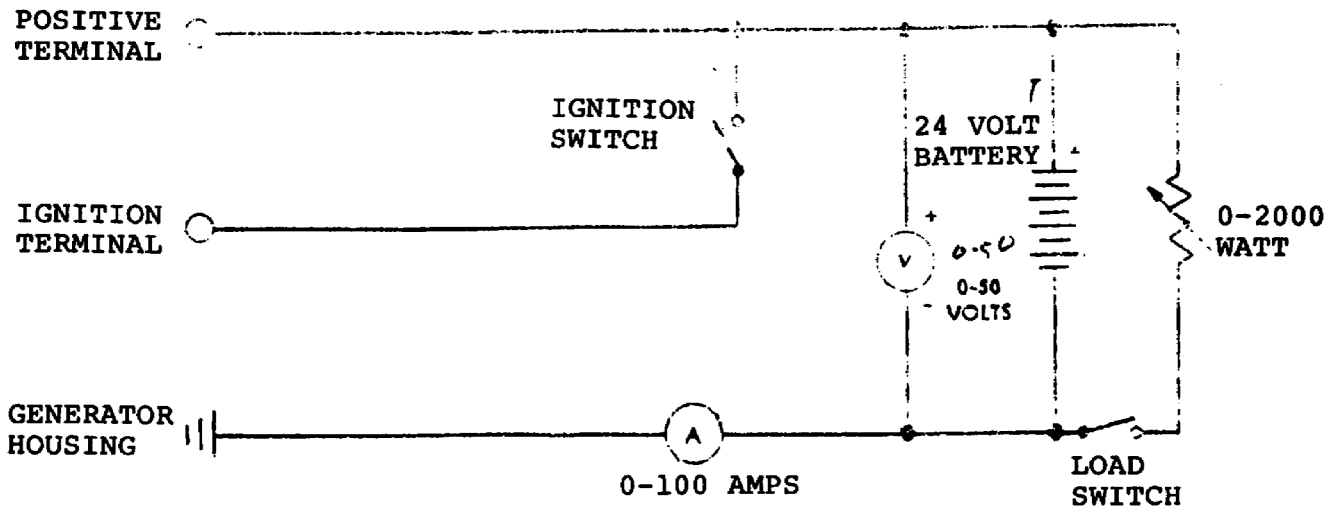 POSITIVE
TERMINAL
IGNITION
SWITCH
24 VOLT
BATTERY
+
IGNITION
TERMINAL
0-2000
WATT
+
V
0-50
0-50
-
VOLTS
GENERATOR
HOUSING
A
0-100 AMPS
LOAD
SWITCH